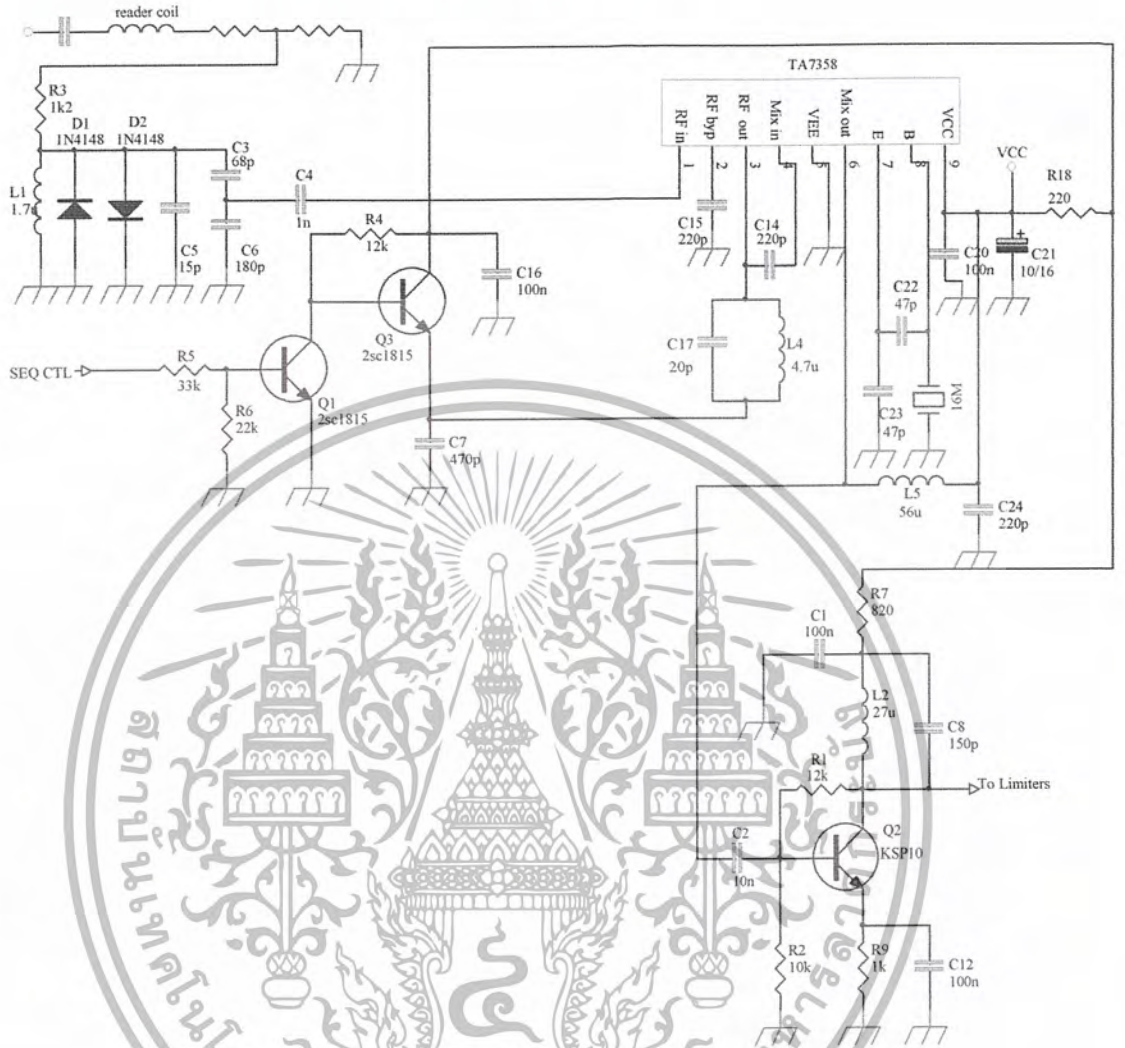 reader coil
R3
1k2
D1
1N4148
D2
1N4148
L1
1.7u
C5
15p
C3
68p
C6
180p
C4
1n
R4
12k
C16
100n
Q3
2sc1815
SEQ CTL
R5
33k
R6
22k
Q1
2sc1815
C7
470p
TA7358
RF in
RF byp
RF out
Mix in
VEE
Mix out
E
B
VCC
1
2
3
4
5
6
7
8
9
C15
220p
C14
220p
C17
20p
L4
4.7u
VCC
R18
220
C20
100n
+
C21
10/16
C22
47p
C23
47p
16M
L5
56u
C24
220p
R7
820
C1
100n
L2
27u
C8
150p
R1
12k
To Limiters
C2
10n
Q2
KSP10
R2
10k
R9
1k
C12
100n